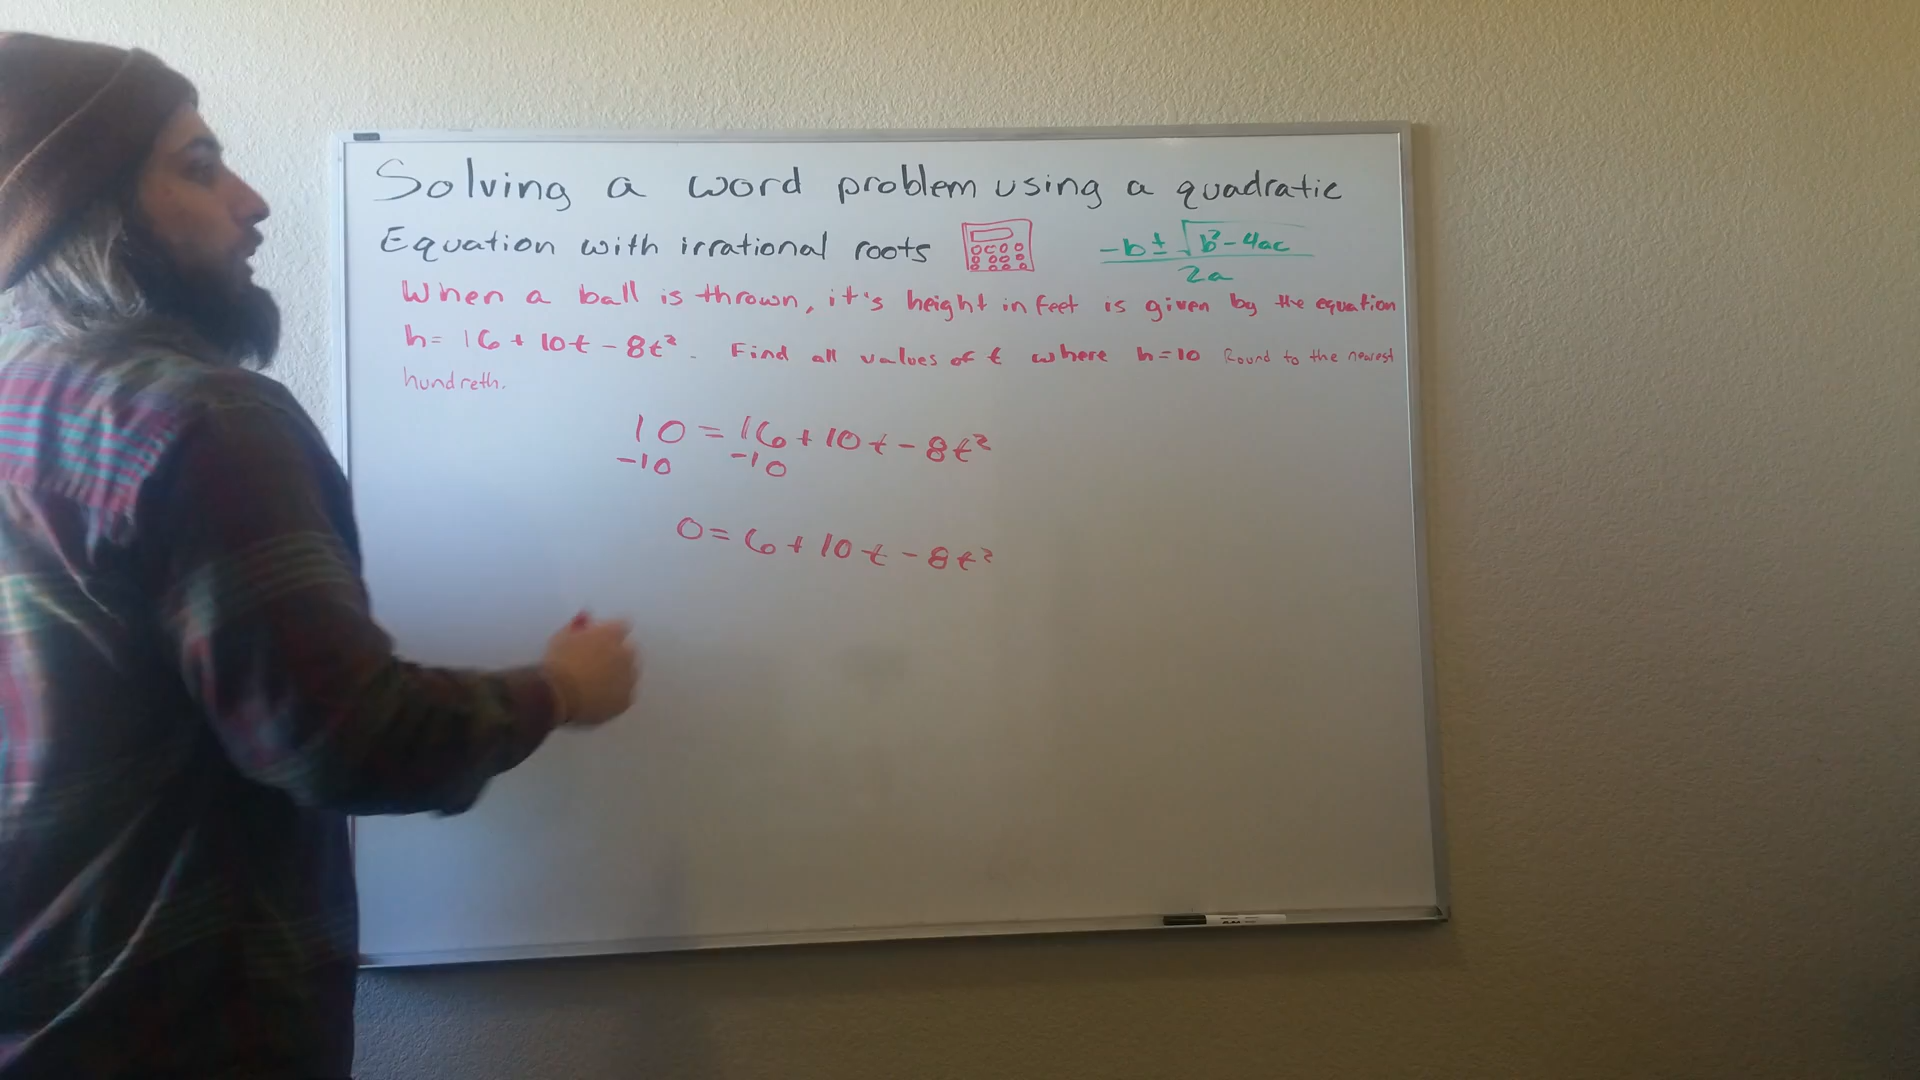 Solving a word problem using a quadratic
Equation with irrational roots
-b ± √b²-4ac
2a
When a ball is thrown, it's height in feet is given by the equation
h= 16 + 10t - 8t². Find all values of t where h=10 Round to the nearest
hundreth.
10 = 16 + 10t - 8t²
-10 -10
0 = 6 + 10t - 8t²